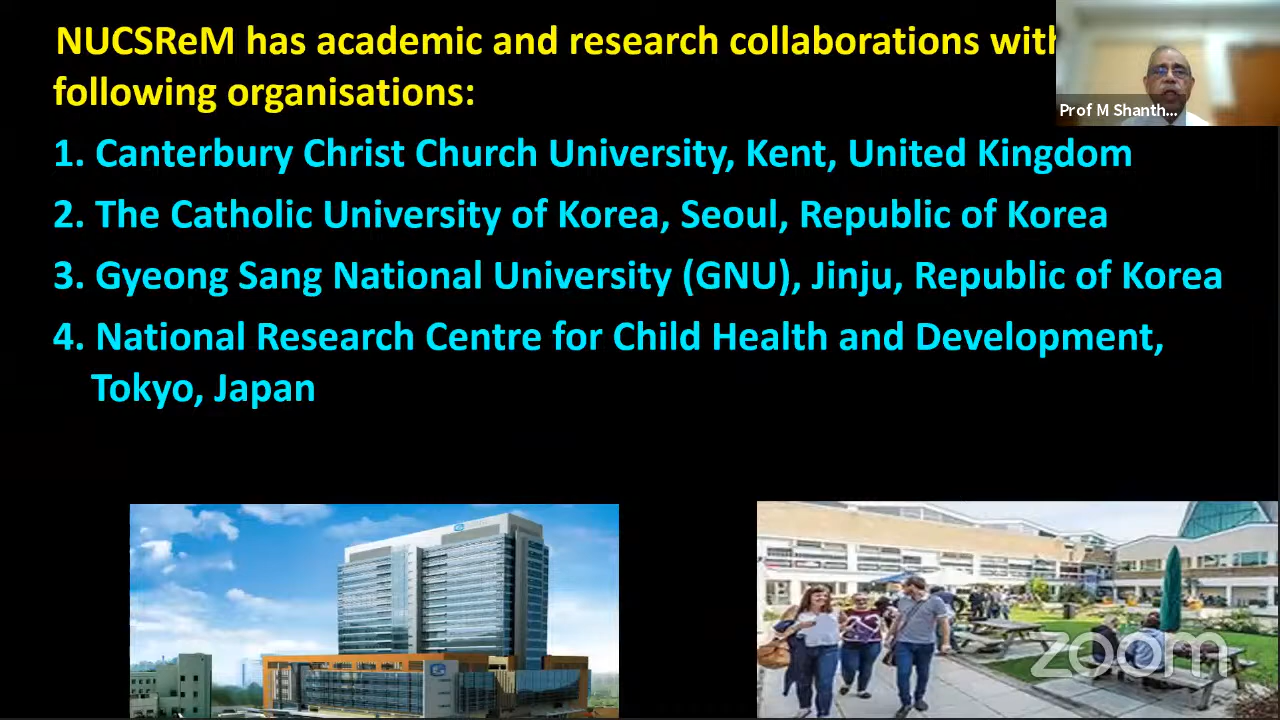 NUCSReM has academic and research collaborations with
following organisations:
Prof M Shanth...
1. Canterbury Christ Church University, Kent, United Kingdom
2. The Catholic University of Korea, Seoul, Republic of Korea
3. Gyeong Sang National University (GNU), Jinju, Republic of Korea
4. National Research Centre for Child Health and Development,
Tokyo, Japan
zoom